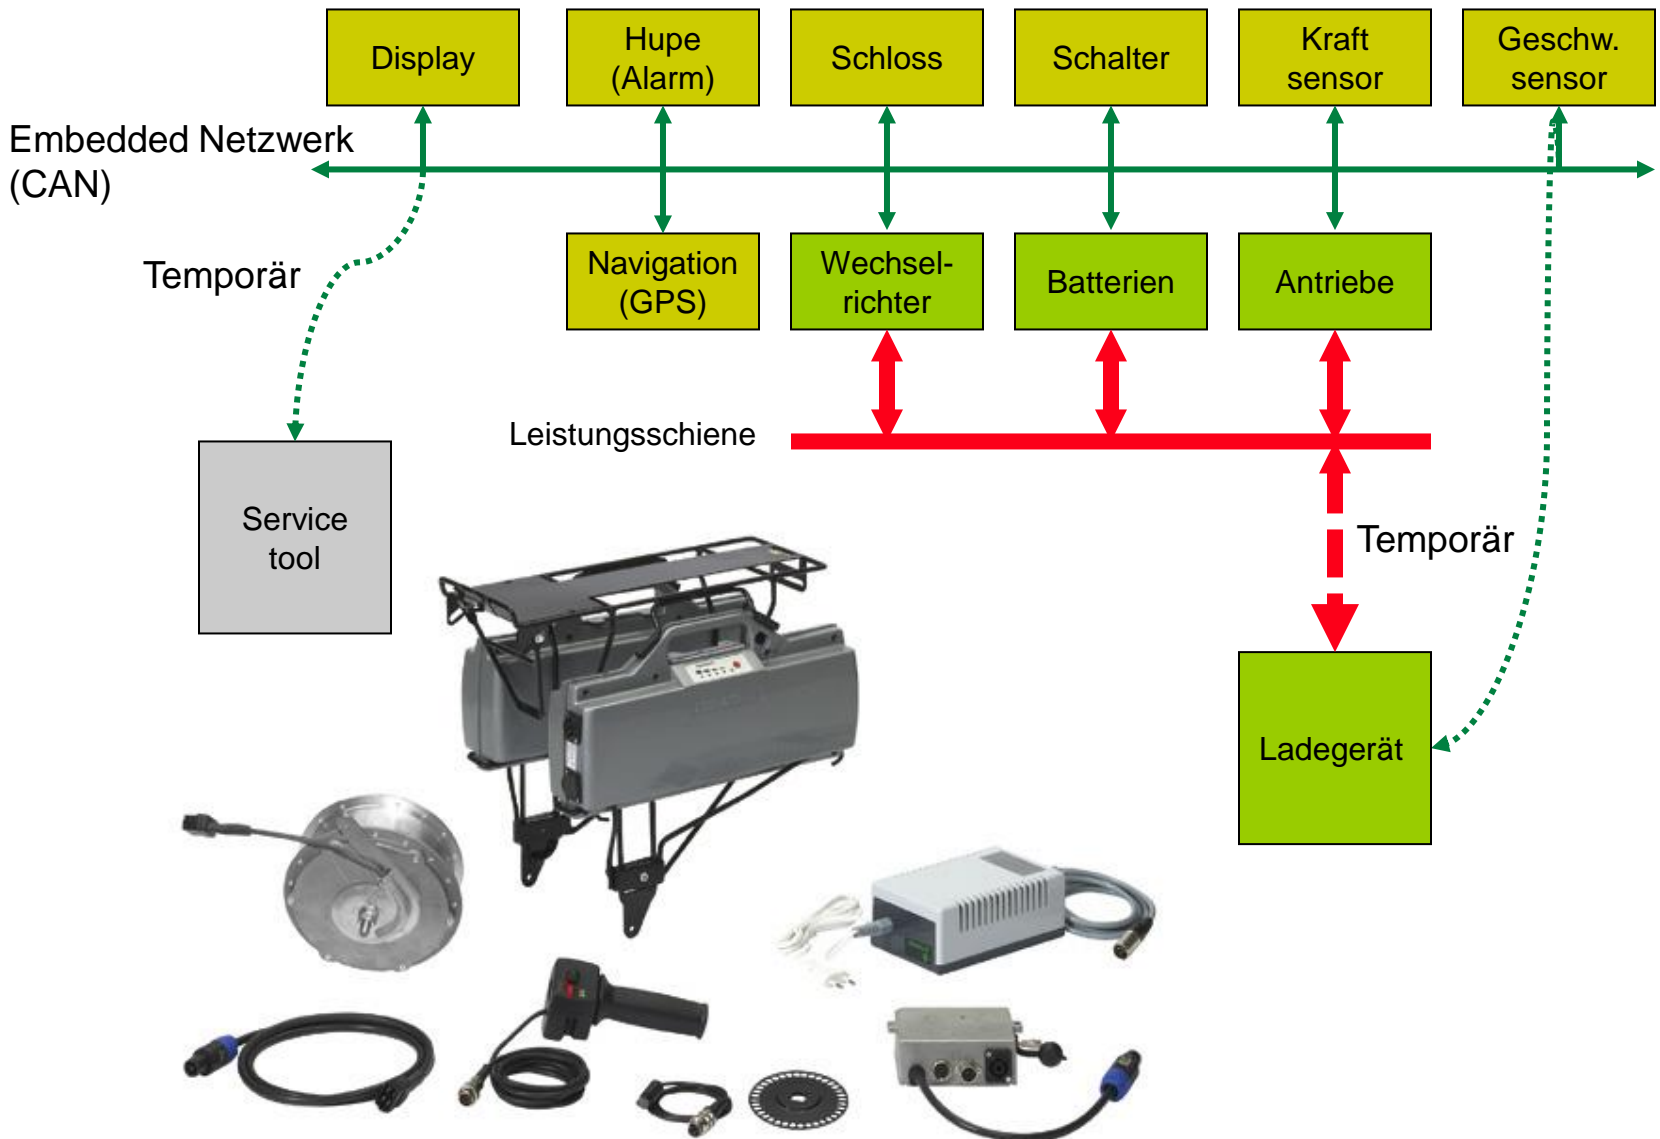 Display
Hupe
(Alarm)
Schloss
Schalter
Kraft
sensor
Geschw.
sensor
Embedded Netzwerk
(CAN)
Temporär
Navigation
(GPS)
Wechsel-
richter
Batterien
Antriebe
Leistungsschiene
Service
tool
Temporär
Ladegerät